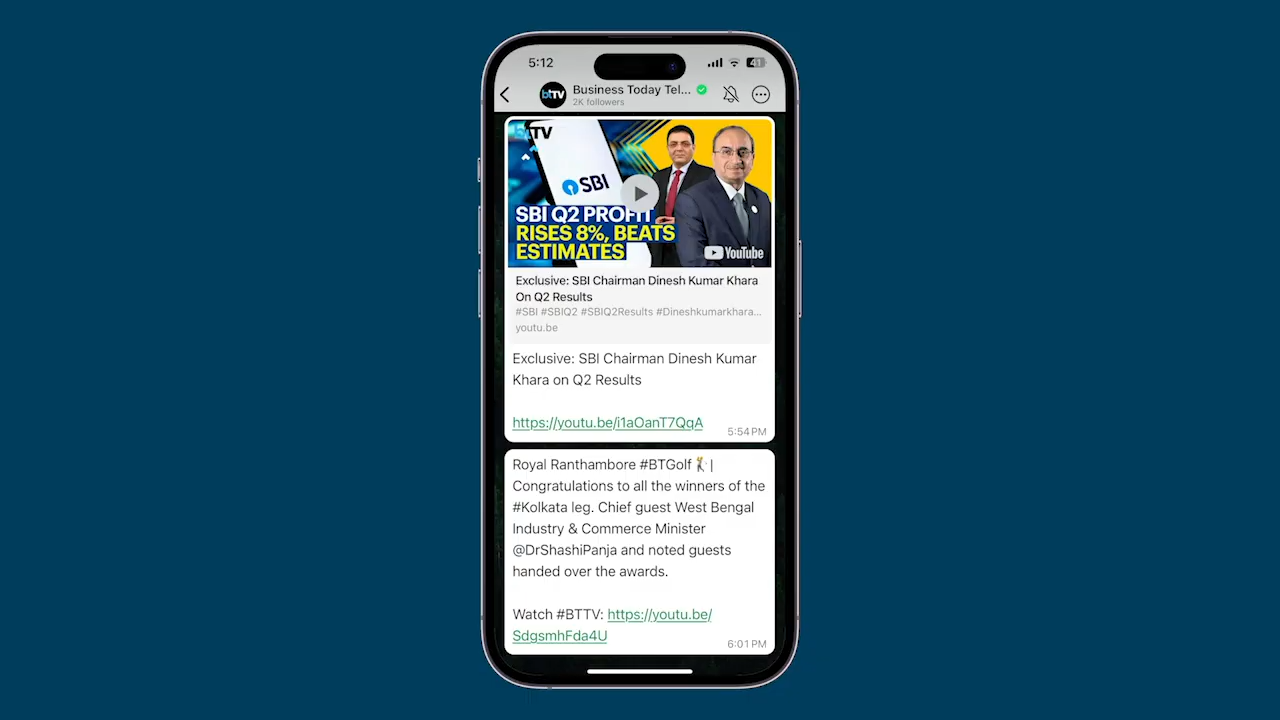 5:12
41
btTV
Business Today Tel...
2K followers
TV
SBI
SBI Q2 PROFIT
RISES 8%, BEATS
ESTIMATES
YouTube
Exclusive: SBI Chairman Dinesh Kumar Khara
On Q2 Results
#SBI #SBIQ2 #SBIQ2Results #Dineshkumarkhara...
youtu.be
Exclusive: SBI Chairman Dinesh Kumar
Khara on Q2 Results
https://youtu.be/i1aOanT7QqA
5:54 PM
Royal Ranthambore #BTGolf🏌️|
Congratulations to all the winners of the
#Kolkata leg. Chief guest West Bengal
Industry & Commerce Minister
@DrShashiPanja and noted guests
handed over the awards.
Watch #BTTV: https://youtu.be/
SdgsmhFda4U
6:01 PM